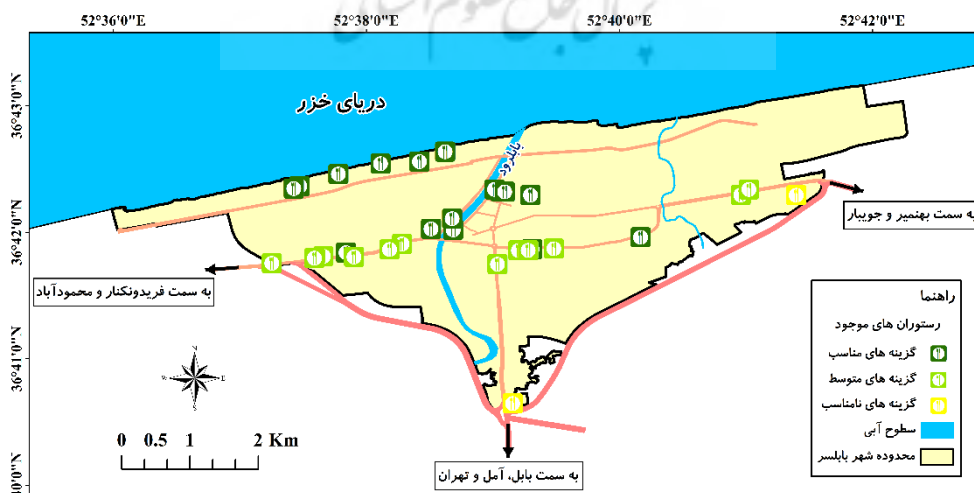 52°36'0"E 52°38'0"E 52°40'0"E 52°42'0"E
36°43'0"N
36°42'0"N
36°41'0"N
دریای خزر
بابلرود
به سمت بهنمیر و جویبار
به سمت فریدونکنار و محمودآباد
به سمت بابل، آمل و تهران
N
W E
S
0 0.5 1 2 Km
راهنما
رستوران های موجود
گزینه های مناسب
گزینه های متوسط
گزینه های نامناسب
سطوح آبی
محدوده شهر بابلسر